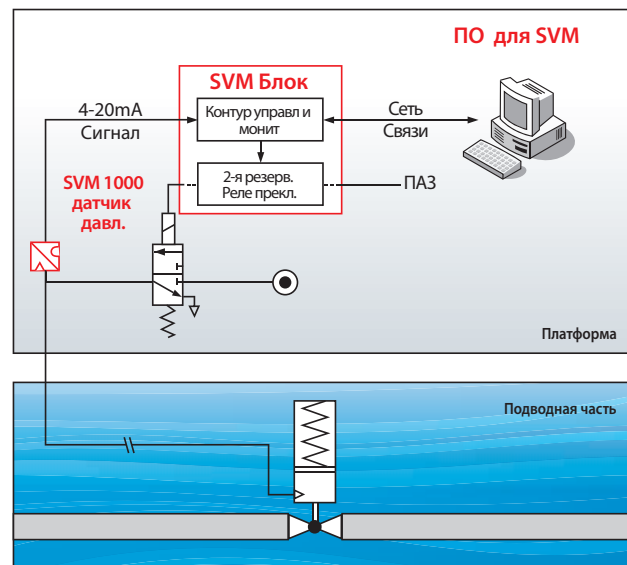 ПО для SVM
SVM Блок
4-20mA
Сигнал
Контур управл и
монит
Сеть
Связи
2-я резерв.
Реле прекл.
ПАЗ
SVM 1000
датчик
давл.
Платформа
Подводная часть